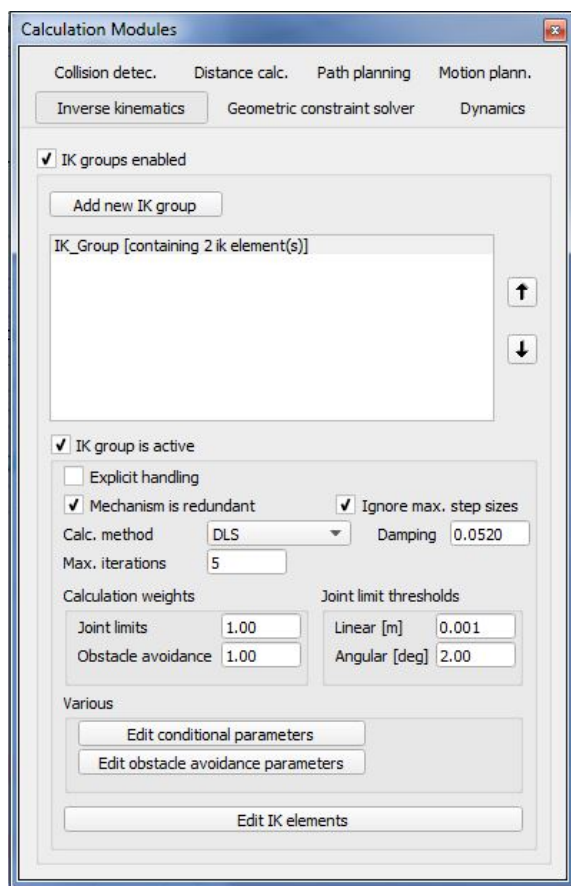 Calculation Modules
Collision detec. Distance calc. Path planning Motion plann.
Inverse kinematics Geometric constraint solver Dynamics
IK groups enabled
Add new IK group
IK_Group [containing 2 ik element(s)]
IK group is active
Explicit handling
Mechanism is redundant Ignore max. step sizes
Calc. method DLS Damping 0.0520
Max. iterations 5
Calculation weights Joint limit thresholds
Joint limits 1.00 Linear [m] 0.001
Obstacle avoidance 1.00 Angular [deg] 2.00
Various
Edit conditional parameters
Edit obstacle avoidance parameters
Edit IK elements